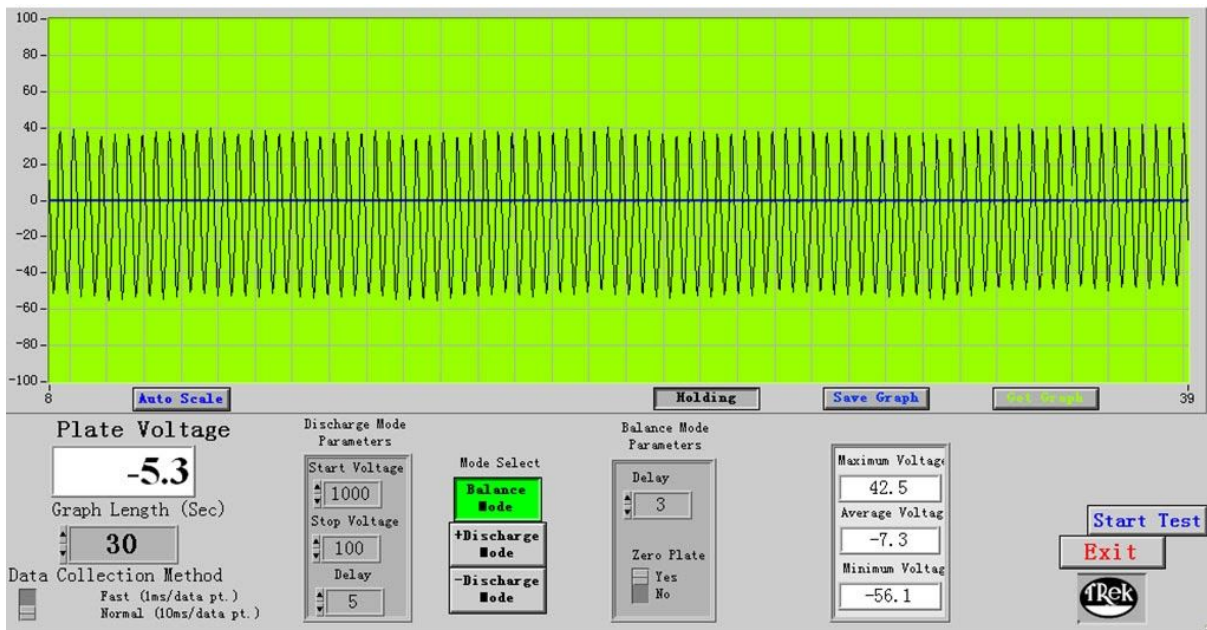 100
80
60
40
20
0
-20
-40
-60
-80
-100
8
Auto Scale
Holding
Save Graph
Get Graph
39
Plate Voltage
-5.3
Graph Length (Sec)
30
Data Collection Method
Fast (1ms/data pt.)
Normal (10ms/data pt.)
Discharge Mode
Parameters
Start Voltage
1000
Stop Voltage
100
Delay
5
Mode Select
Balance
Mode
+Discharge
Mode
-Discharge
Mode
Balance Mode
Parameters
Delay
3
Zero Plate
Yes
No
Maximum Voltage
42.5
Average Voltag
-7.3
Minimum Voltag
-56.1
Start Test
Exit
TRek